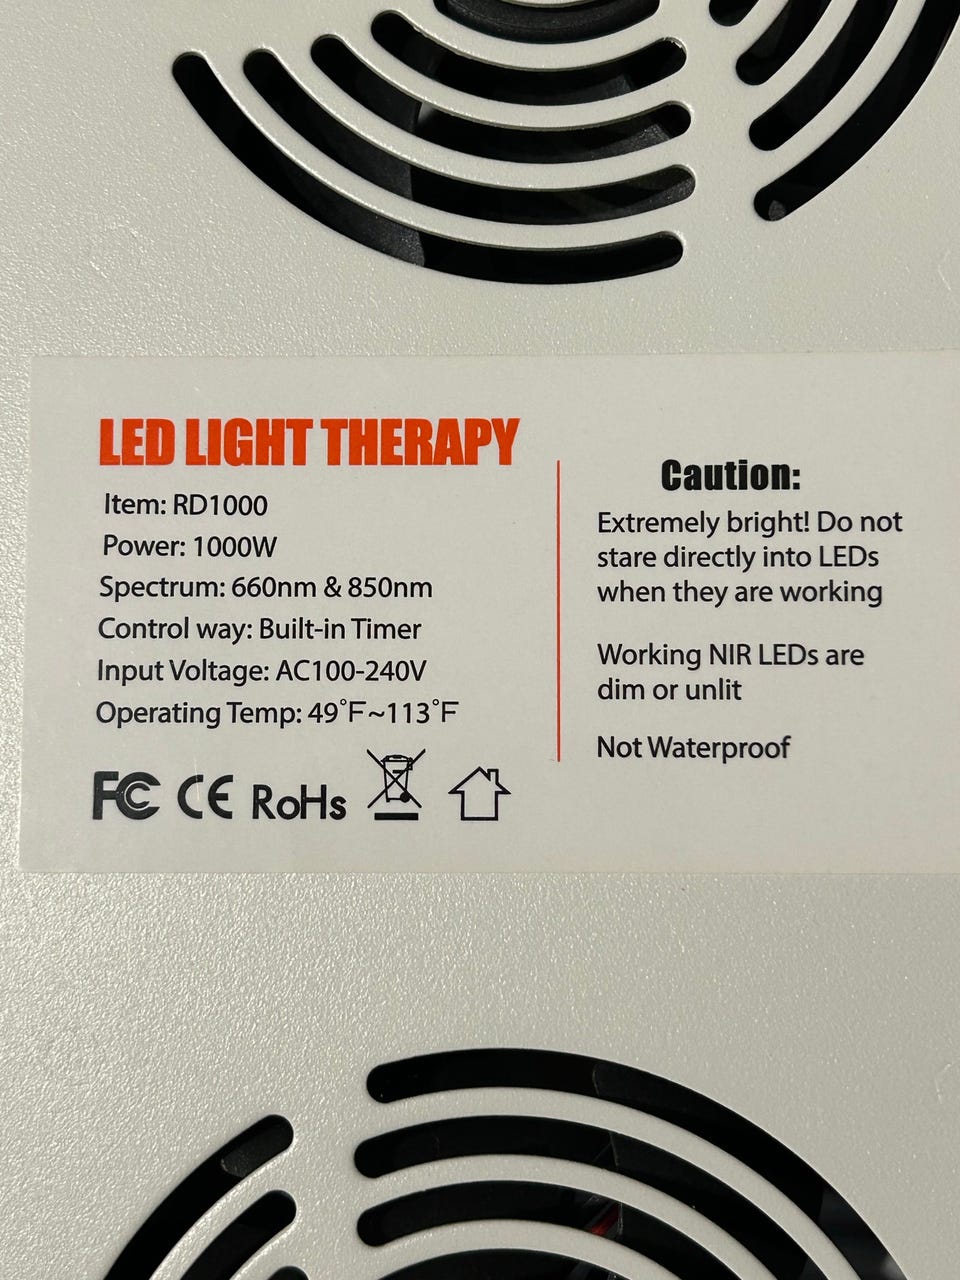 LED LIGHT THERAPY
Item: RD1000
Power: 1000W
Spectrum: 660nm & 850nm
Control way: Built-in Timer
Input Voltage: AC100-240V
Operating Temp: 49°F~113°F
FC CE RoHs
Caution:
Extremely bright! Do not
stare directly into LEDs
when they are working
Working NIR LEDs are
dim or unlit
Not Waterproof